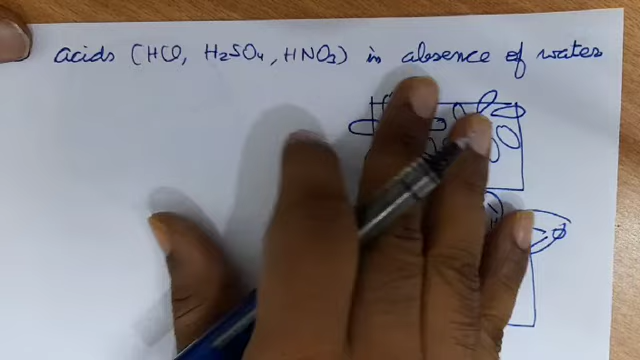 acids (HCl, H₂SO₄, HNO₃) in absence of water